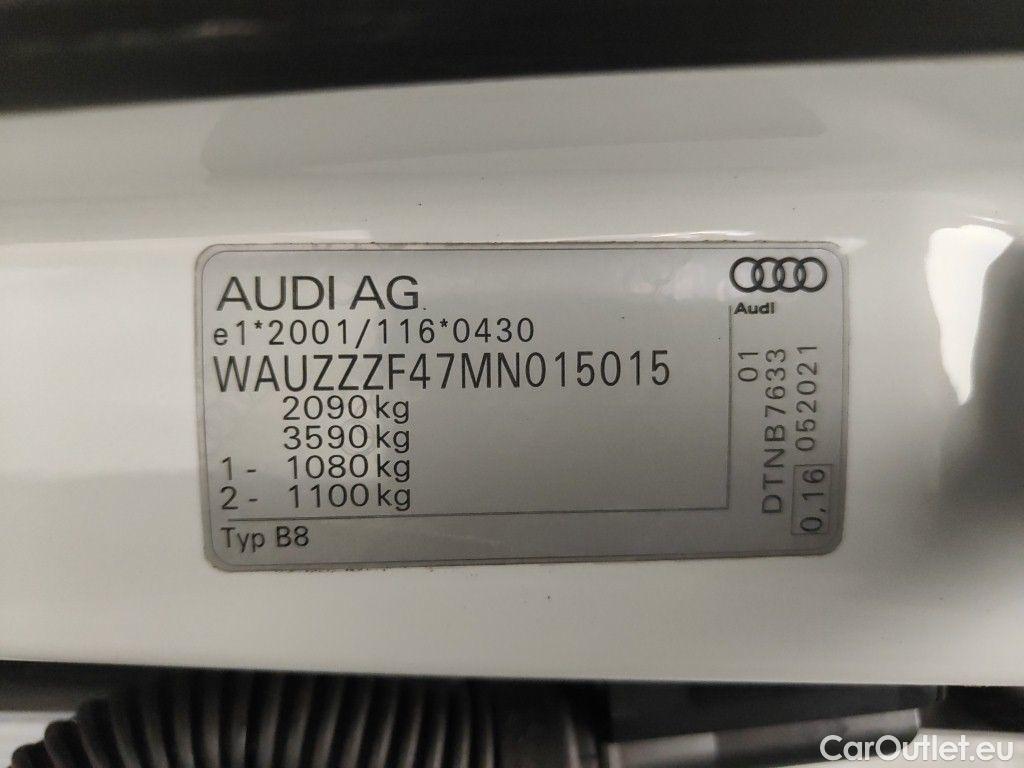 AUDI AG.
e1*2001/116*0430
WAUZZZF47MN015015
2090 kg
3590 kg
1 - 1080 kg
2 - 1100 kg
Typ B8
Audi
01
DTNB7633
0,16 052021
CarOutlet.eu